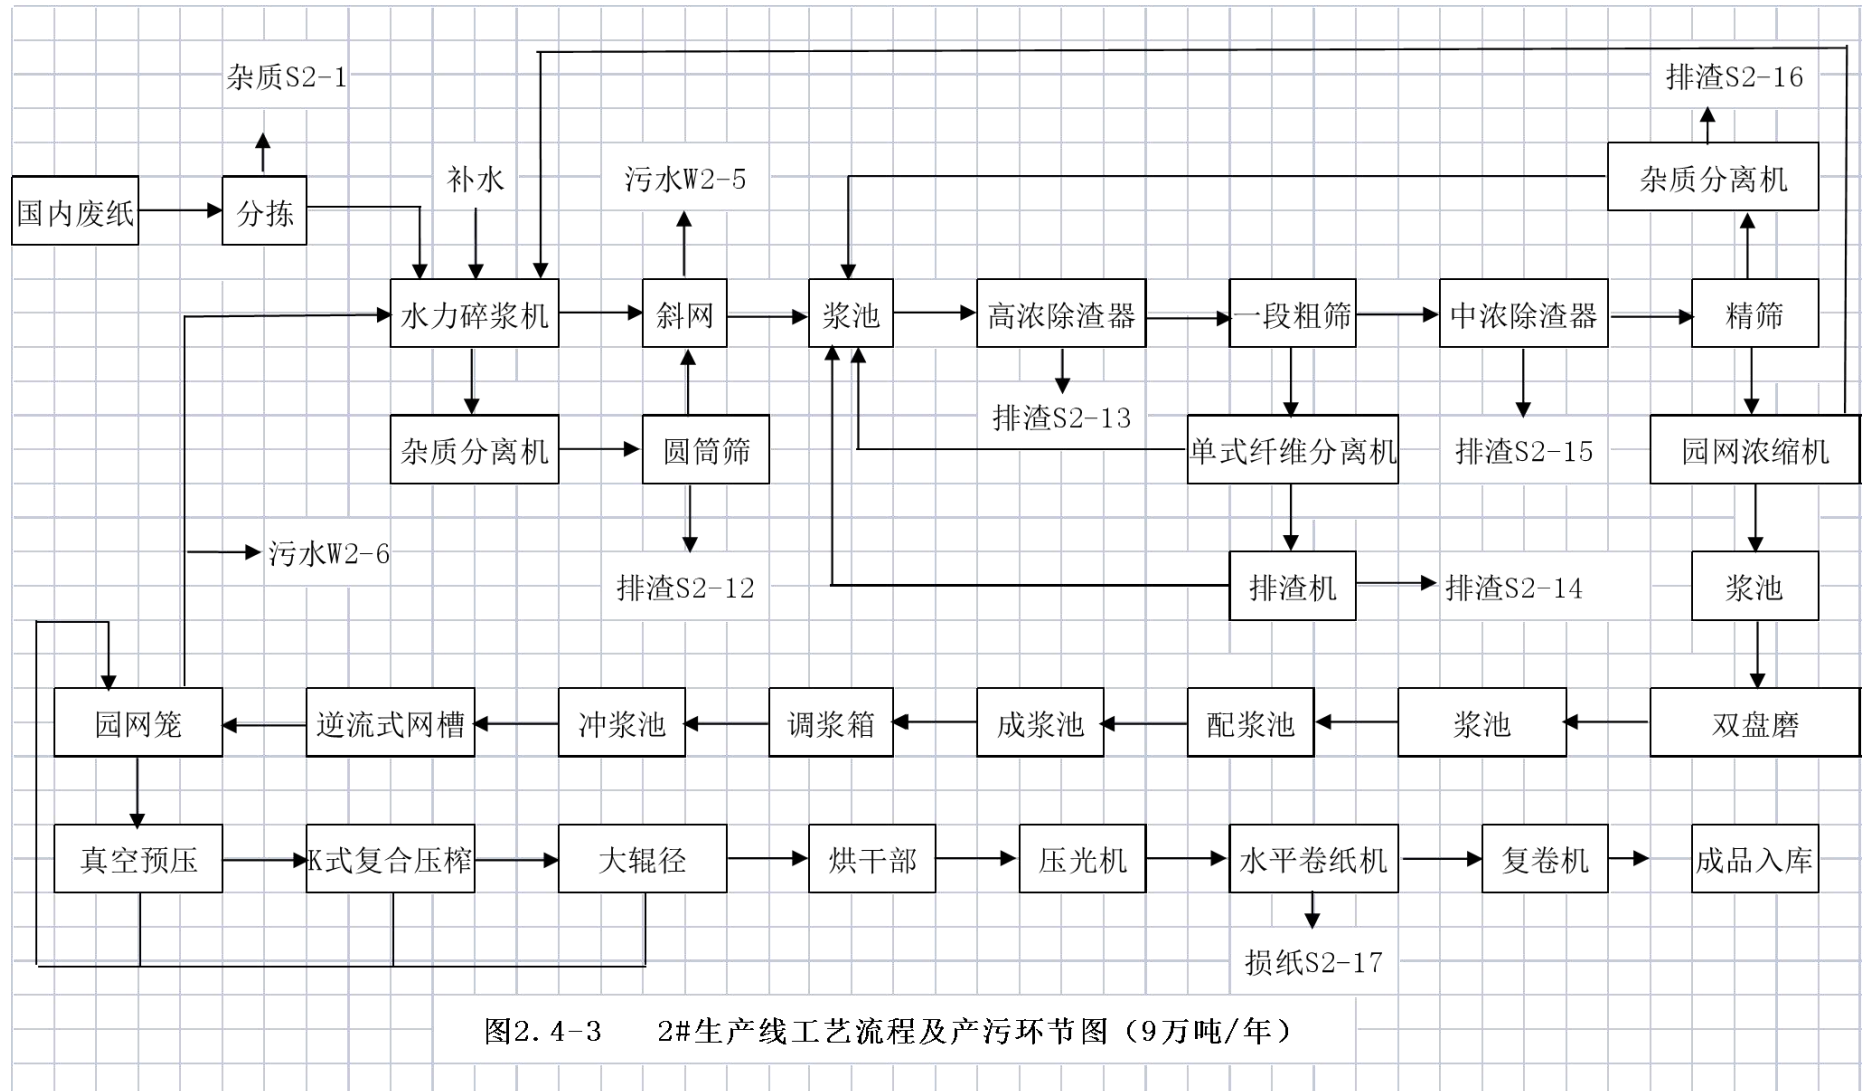 杂质S2-1
排渣S2-16
补水
污水W2-5
杂质分离机
国内废纸
分拣
水力碎浆机
斜网
浆池
高浓除渣器
一段粗筛
中浓除渣器
精筛
排渣S2-13
杂质分离机
圆筒筛
单式纤维分离机
排渣S2-15
园网浓缩机
污水W2-6
排渣S2-12
排渣机
排渣S2-14
浆池
园网笼
逆流式网槽
冲浆池
调浆箱
成浆池
配浆池
浆池
双盘磨
真空预压
K式复合压榨
大辊径
烘干部
压光机
水平卷纸机
复卷机
成品入库
损纸S2-17
图2.4-3 2#生产线工艺流程及产污环节图（9万吨/年）